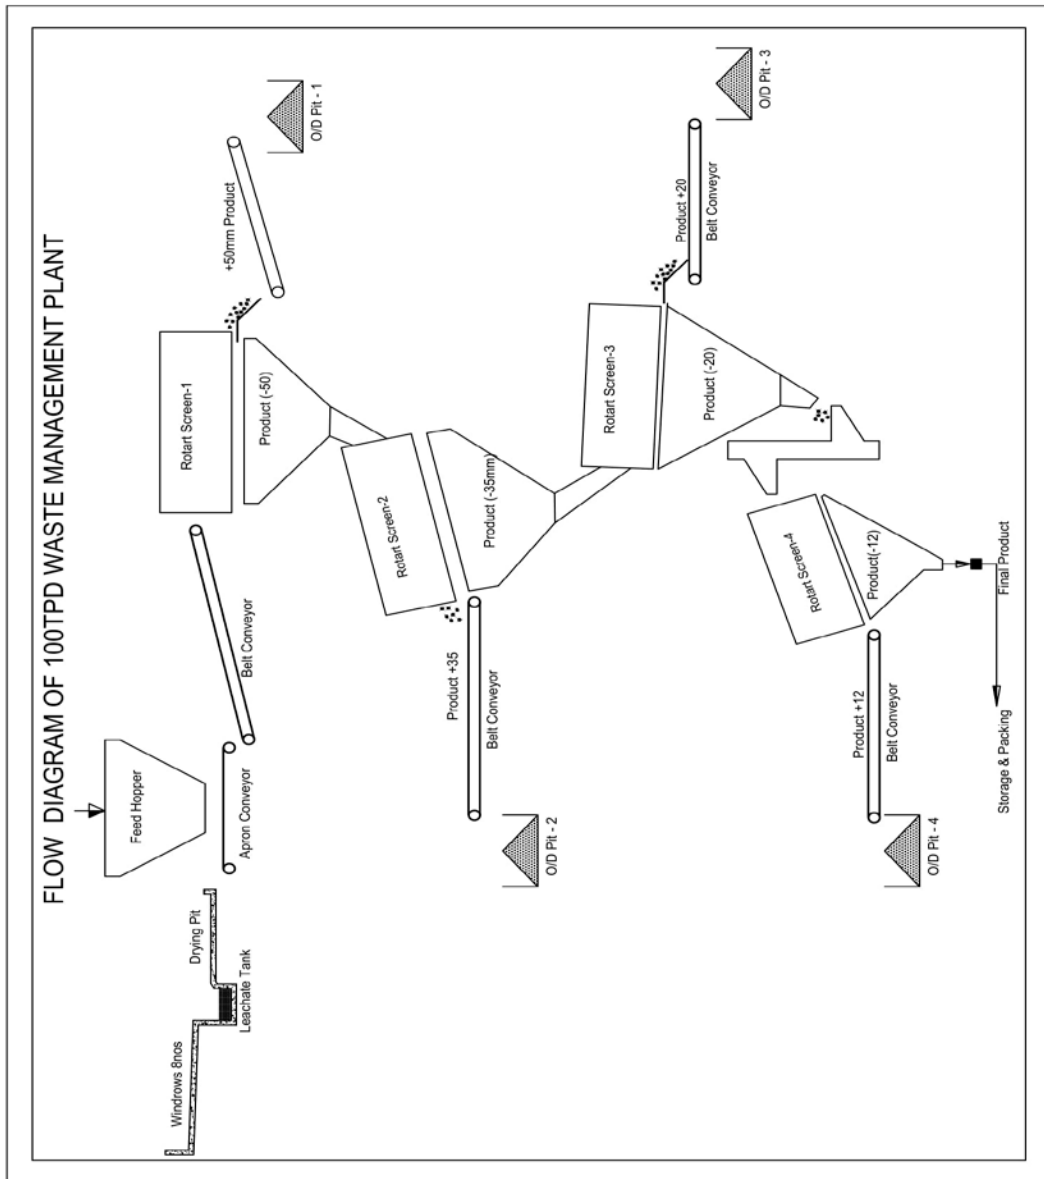 FLOW DIAGRAM OF 100TPD WASTE MANAGEMENT PLANT
Windrows 8nos
Leachate Tank
Drying Pit
Feed Hopper
Apron Conveyor
Belt Conveyor
Rotart Screen-1
Product (-50)
+50mm Product
O/D Pit - 1
Rotart Screen-2
Product (-35mm)
Product +35
Belt Conveyor
O/D Pit - 2
Rotart Screen-3
Product (-20)
Product +20
Belt Conveyor
O/D Pit - 3
Rotart Screen-4
Product(-12)
Product +12
Belt Conveyor
O/D Pit - 4
Final Product
Storage & Packing